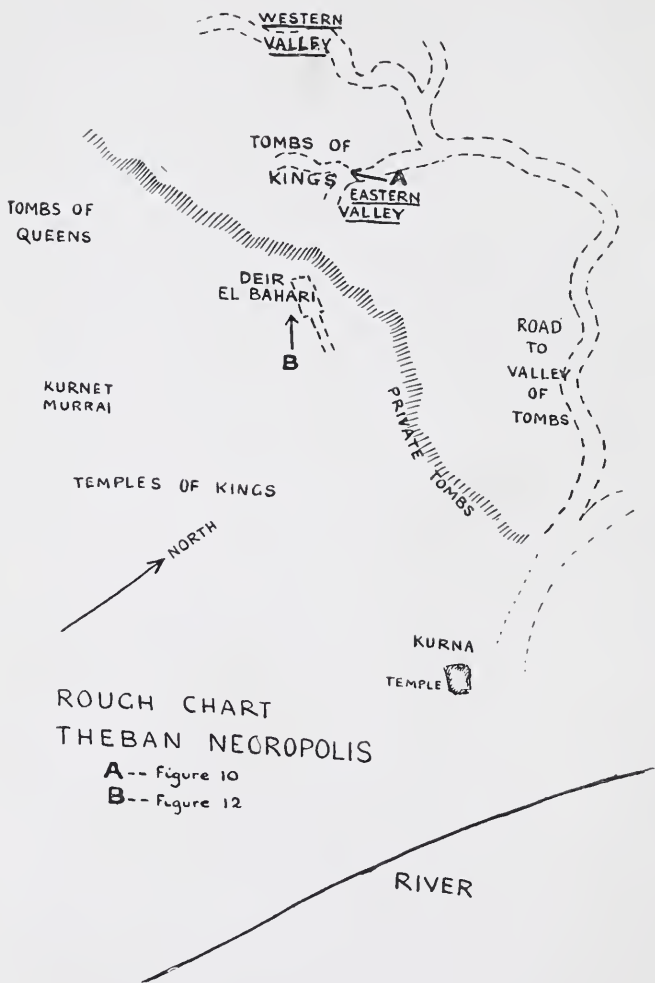 WESTERN
VALLEY
TOMBS OF
KINGS
A
EASTERN
VALLEY
TOMBS OF
QUEENS
DEIR
EL BAHARI
B
ROAD
TO
VALLEY
OF
TOMBS
KURNET
MURRAI
PRIVATE TOMBS
TEMPLES OF KINGS
NORTH
KURNA
TEMPLE
ROUGH CHART
THEBAN NECROPOLIS
A -- Figure 10
B -- Figure 12
RIVER